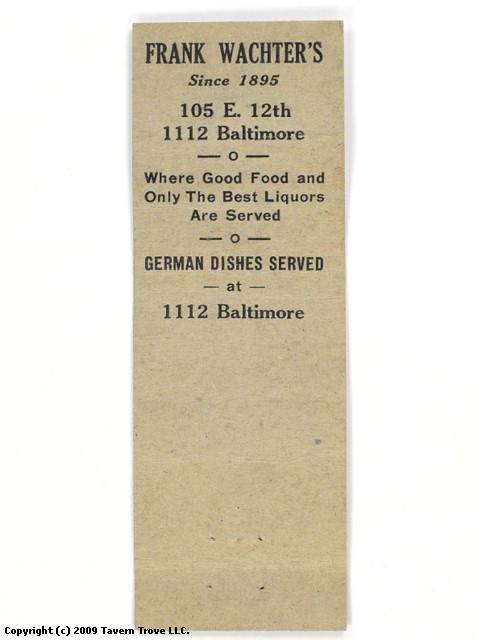 FRANK WACHTER'S
Since 1895
105 E. 12th
1112 Baltimore
— o —
Where Good Food and
Only The Best Liquors
Are Served
— o —
GERMAN DISHES SERVED
— at —
1112 Baltimore
Copyright (c) 2009 Tavern Trove LLC.